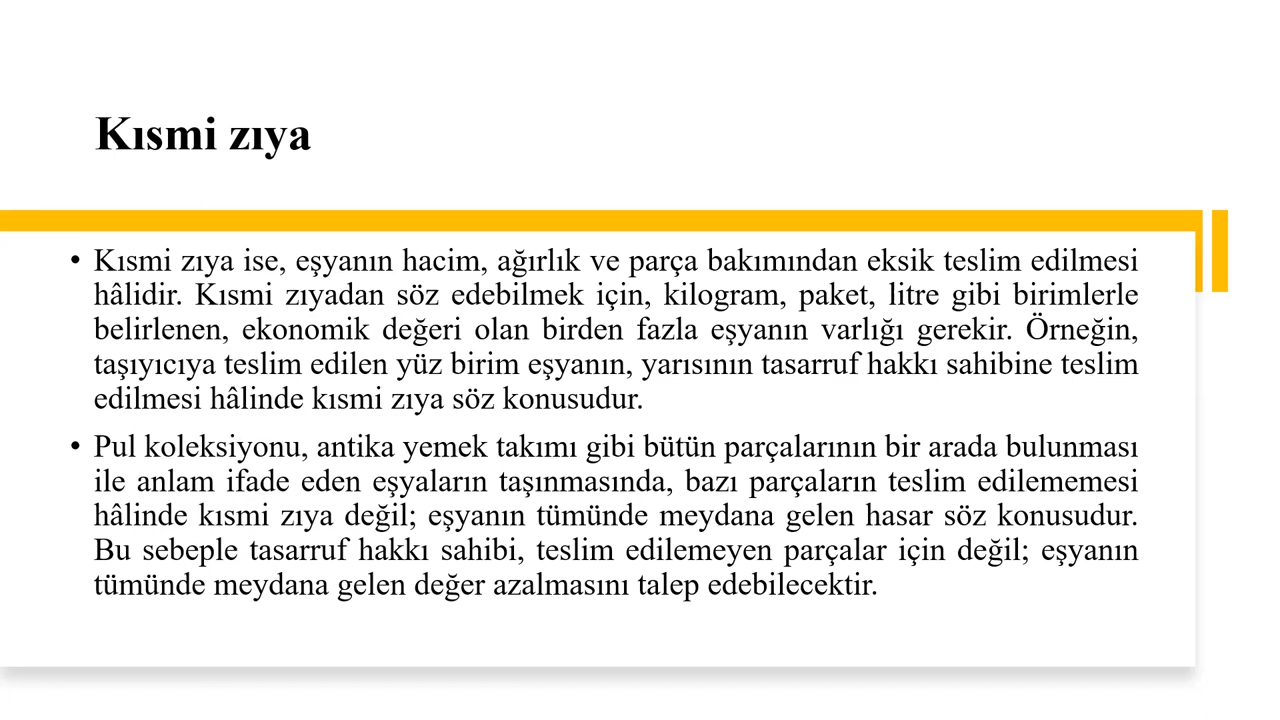 Kısmi zıya
• Kısmi zıya ise, eşyanın hacim, ağırlık ve parça bakımından eksik teslim edilmesi
hâlidir. Kısmi zıyadan söz edebilmek için, kilogram, paket, litre gibi birimlerle
belirlenen, ekonomik değeri olan birden fazla eşyanın varlığı gerekir. Örneğin,
taşıyıcıya teslim edilen yüz birim eşyanın, yarısının tasarruf hakkı sahibine teslim
edilmesi hâlinde kısmi zıya söz konusudur.
• Pul koleksiyonu, antika yemek takımı gibi bütün parçalarının bir arada bulunması
ile anlam ifade eden eşyaların taşınmasında, bazı parçaların teslim edilememesi
hâlinde kısmi zıya değil; eşyanın tümünde meydana gelen hasar söz konusudur.
Bu sebeple tasarruf hakkı sahibi, teslim edilemeyen parçalar için değil; eşyanın
tümünde meydana gelen değer azalmasını talep edebilecektir.